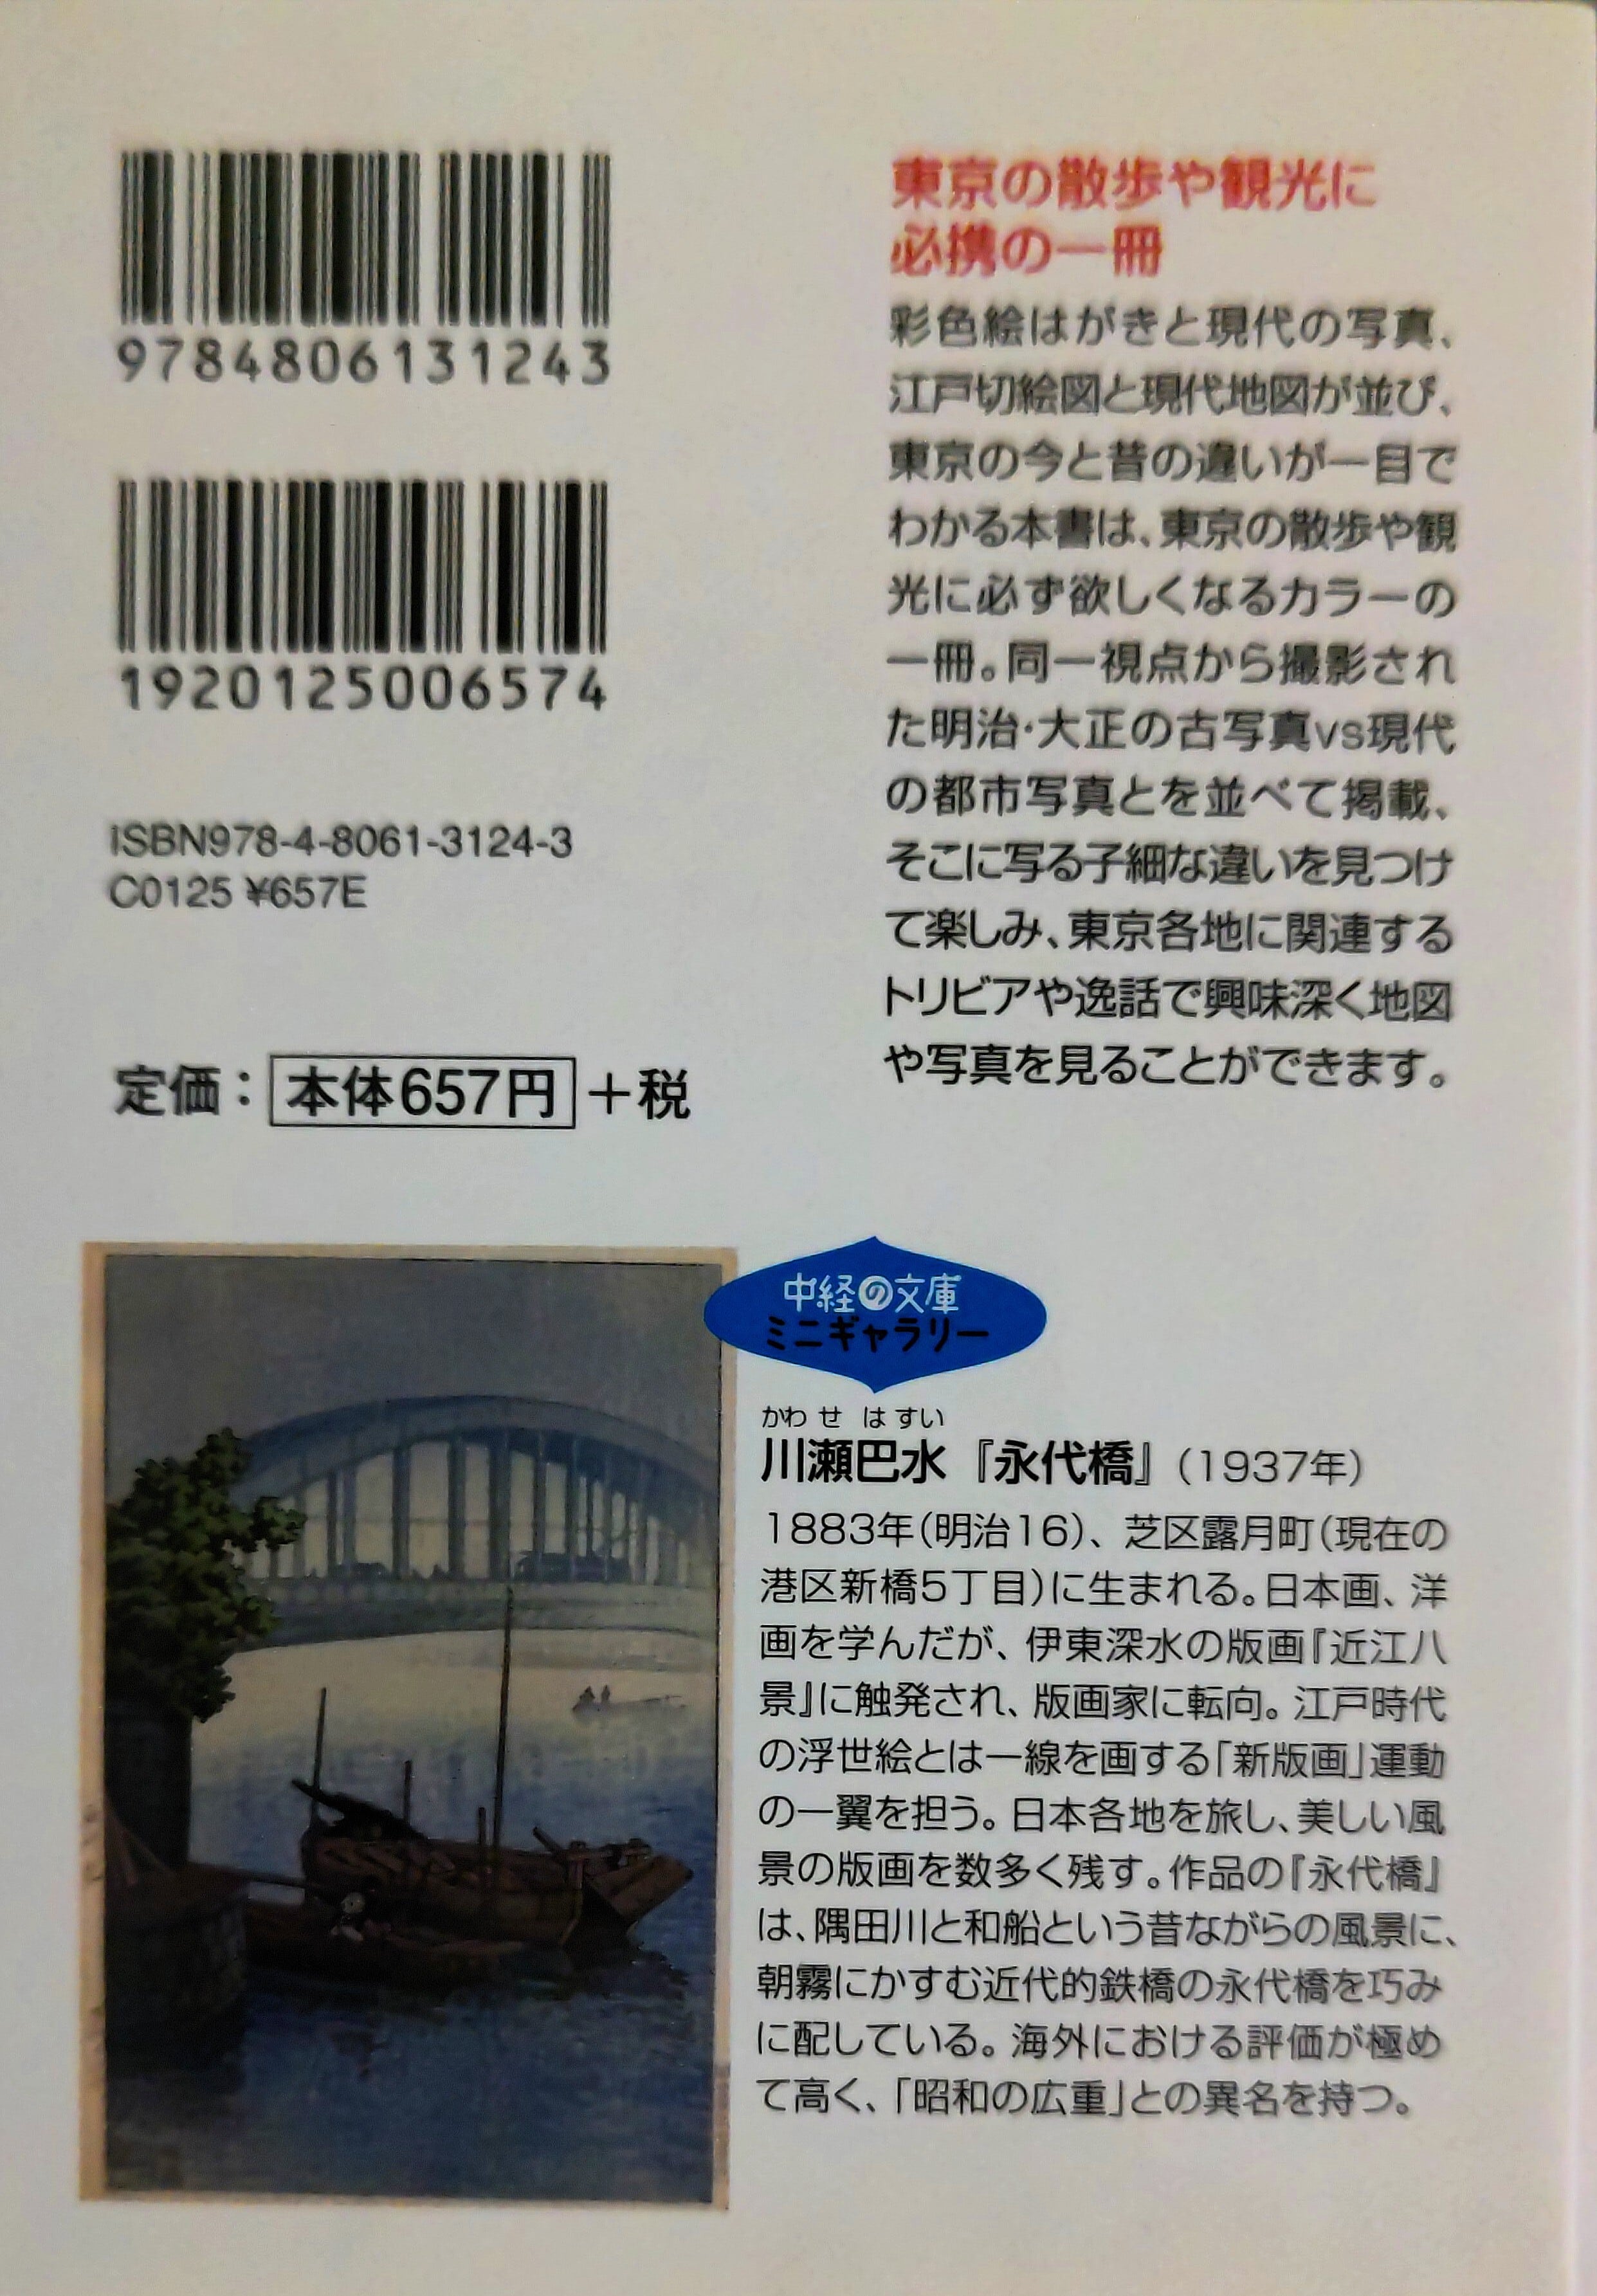 9784806131243
1920125006574
ISBN978-4-8061-3124-3
C0125 ¥657E
定価：本体657円＋税
東京の散歩や観光に
必携の一冊
彩色絵はがきと現代の写真、
江戸切絵図と現代地図が並び、
東京の今と昔の違いが一目で
わかる本書は、東京の散歩や観
光に必ず欲しくなるカラーの
一冊。同一視点から撮影され
た明治・大正の古写真vs現代
の都市写真とを並べて掲載、
そこに写る子細な違いを見つけ
て楽しみ、東京各地に関連する
トリビアや逸話で興味深く地図
や写真を見ることができます。
中経の文庫
ミニギャラリー
かわせ はすい
川瀬巴水『永代橋』（1937年）
1883年（明治16）、芝区露月町（現在の
港区新橋5丁目）に生まれる。日本画、洋
画を学んだが、伊東深水の版画『近江八
景』に触発され、版画家に転向。江戸時代
の浮世絵とは一線を画する「新版画」運動
の一翼を担う。日本各地を旅し、美しい風
景の版画を数多く残す。作品の『永代橋』
は、隅田川と和船という昔ながらの風景に、
朝霧にかすむ近代的鉄橋の永代橋を巧み
に配している。海外における評価が極め
て高く、「昭和の広重」との異名を持つ。